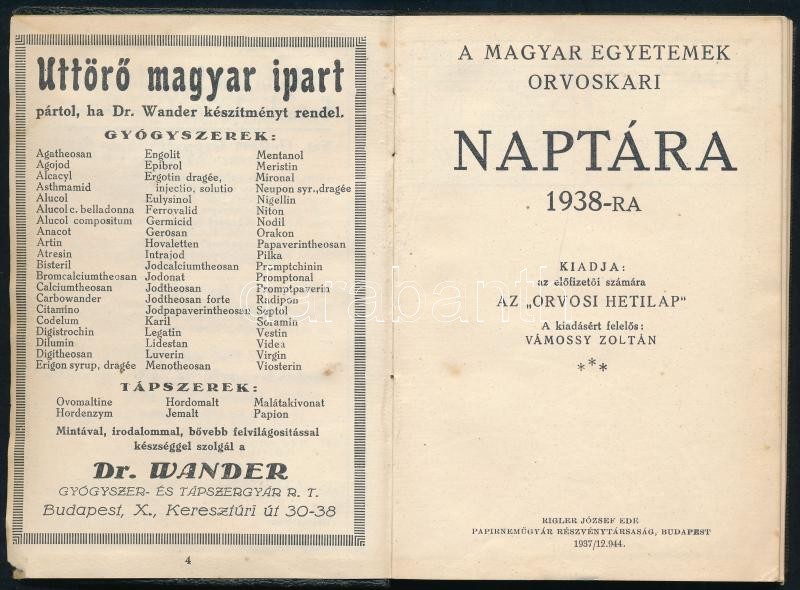 Uttörő magyar ipart
pártol, ha Dr. Wander készítményt rendel.
GYÓGYSZEREK:
Agatheosan
Agojod
Alcacyl
Asthmamid
Alucol
Alucol c. belladonna
Alucol compositum
Anacot
Artin
Atresin
Bisteril
Bromcalciumtheosan
Calciumtheosan
Carbowander
Citamino
Codelum
Digistrochin
Dilumin
Digitheosan
Erigon syrup, dragée
Engolit
Epibrol
Ergotin dragée,
injectio, solutio
Eulysinol
Ferrovalid
Germicid
Gerosan
Hovaletten
Intrajod
Jodcalciumtheosan
Jodonat
Jodtheosan
Jodtheosan forte
Jodpapaverintheosan
Karil
Legatin
Lidestan
Luverin
Menotheosan
Mentanol
Meristin
Mironal
Neupon syr., dragée
Nigellin
Niton
Nodil
Orakon
Papaverintheosan
Pilka
Promptchinin
Promptonal
Promptpaverin
Radipon
Septol
Soramin
Vestin
Videa
Virgin
Viosterin
TÁPSZEREK:
Ovomaltine
Hordenzym
Hordomalt
Jemalt
Malátakivonat
Papion
Mintával, irodalommal, bővebb felvilágosítással
készséggel szolgál a
Dr. WANDER
GYÓGYSZER- ÉS TÁPSZERGYÁR R. T.
Budapest, X., Keresztúri út 30-38
4
A MAGYAR EGYETEMEK
ORVOSKARI
NAPTÁRA
1938-RA
KIADJA:
az előfizetői számára
AZ „ORVOSI HETILAP"
A kiadásért felelős:
VÁMOSSY ZOLTÁN
***
RIGLER JÓZSEF EDE
PAPIRNEMŰGYÁR RÉSZVÉNYTÁRSASÁG, BUDAPEST
1937/12.944.
darabanth